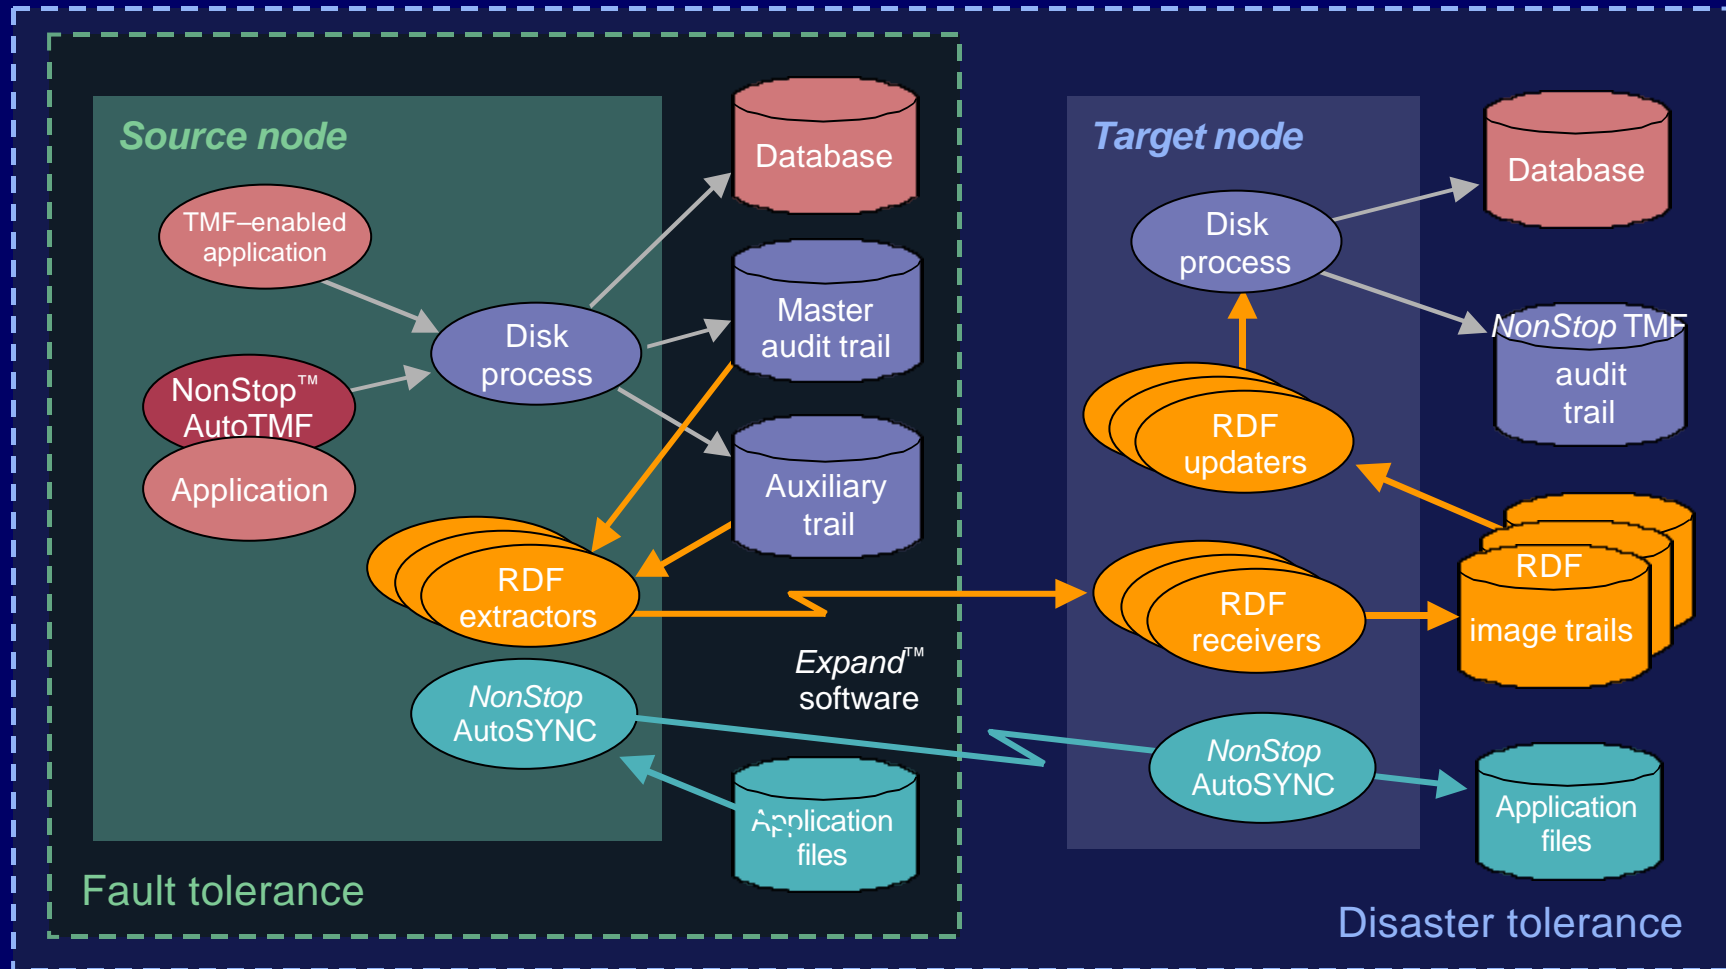 Source node
TMF–enabled
application
NonStop™
AutoTMF
Application
Disk
process
Database
Master
audit trail
Auxiliary
trail
RDF
extractors
NonStop
AutoSYNC
Application
files
Fault tolerance
Expand™
software
Target node
Disk
process
Database
NonStop TMF
audit
trail
RDF
updaters
RDF
receivers
RDF
image trails
NonStop
AutoSYNC
Application
files
Disaster tolerance